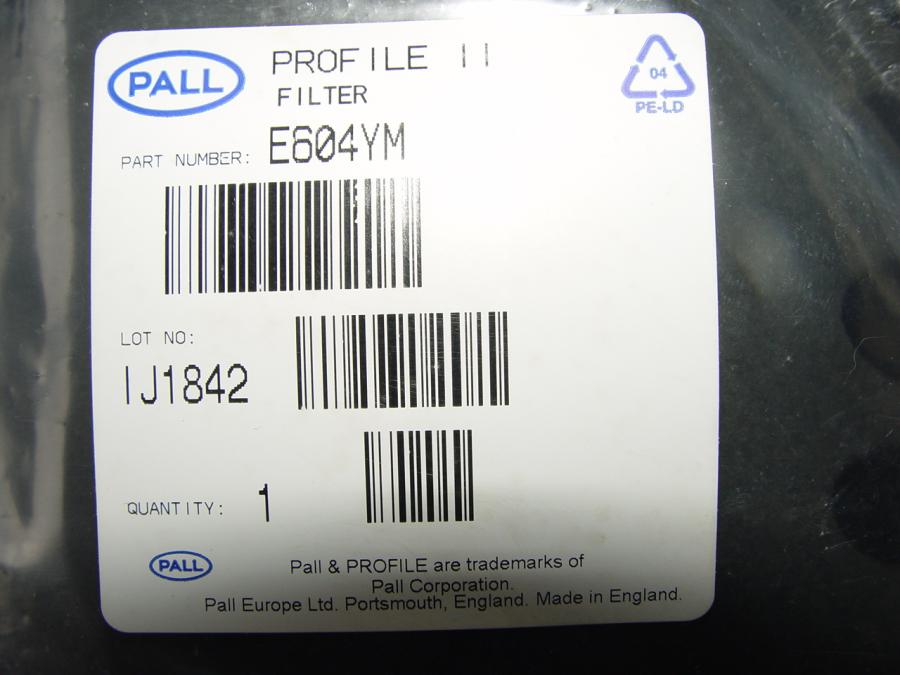 PALL
PROFILE II
FILTER
04
PE-LD
PART NUMBER: E604YM
LOT NO:
IJ1842
QUANTITY: 1
PALL
Pall & PROFILE are trademarks of
Pall Corporation.
Pall Europe Ltd. Portsmouth, England. Made in England.